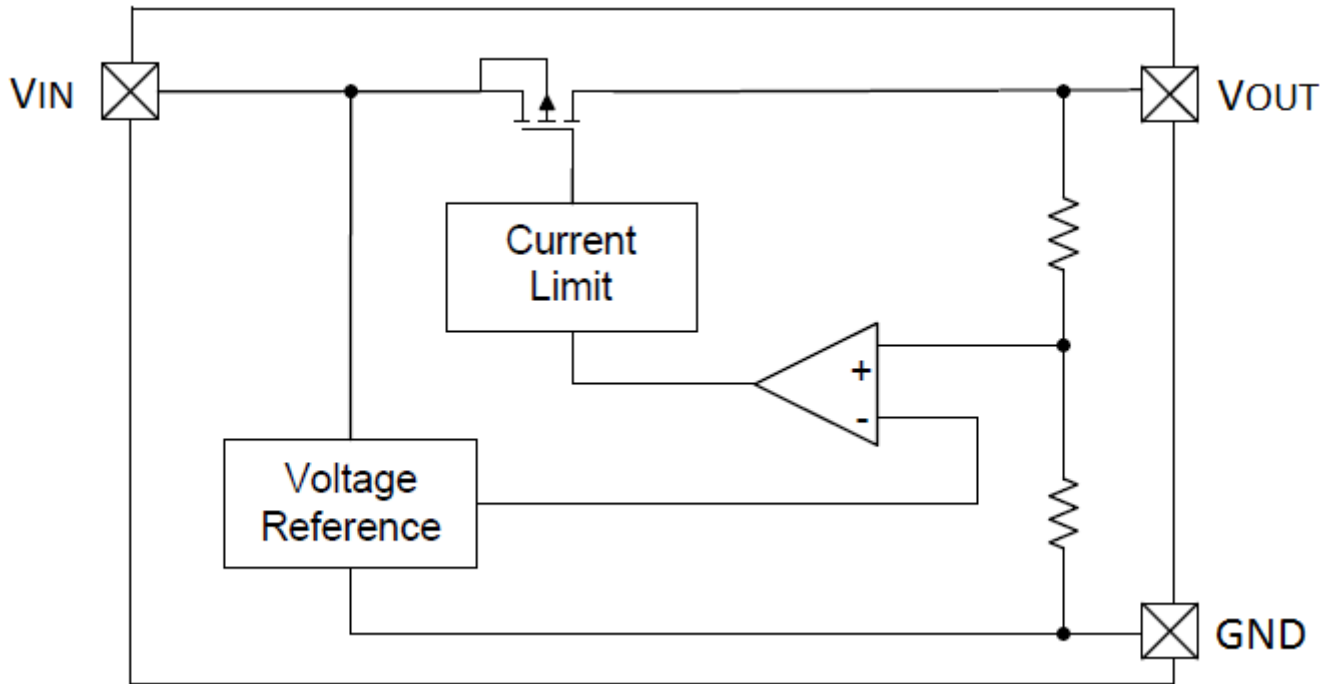 VIN
VOUT
Current
Limit
+
-
Voltage
Reference
GND